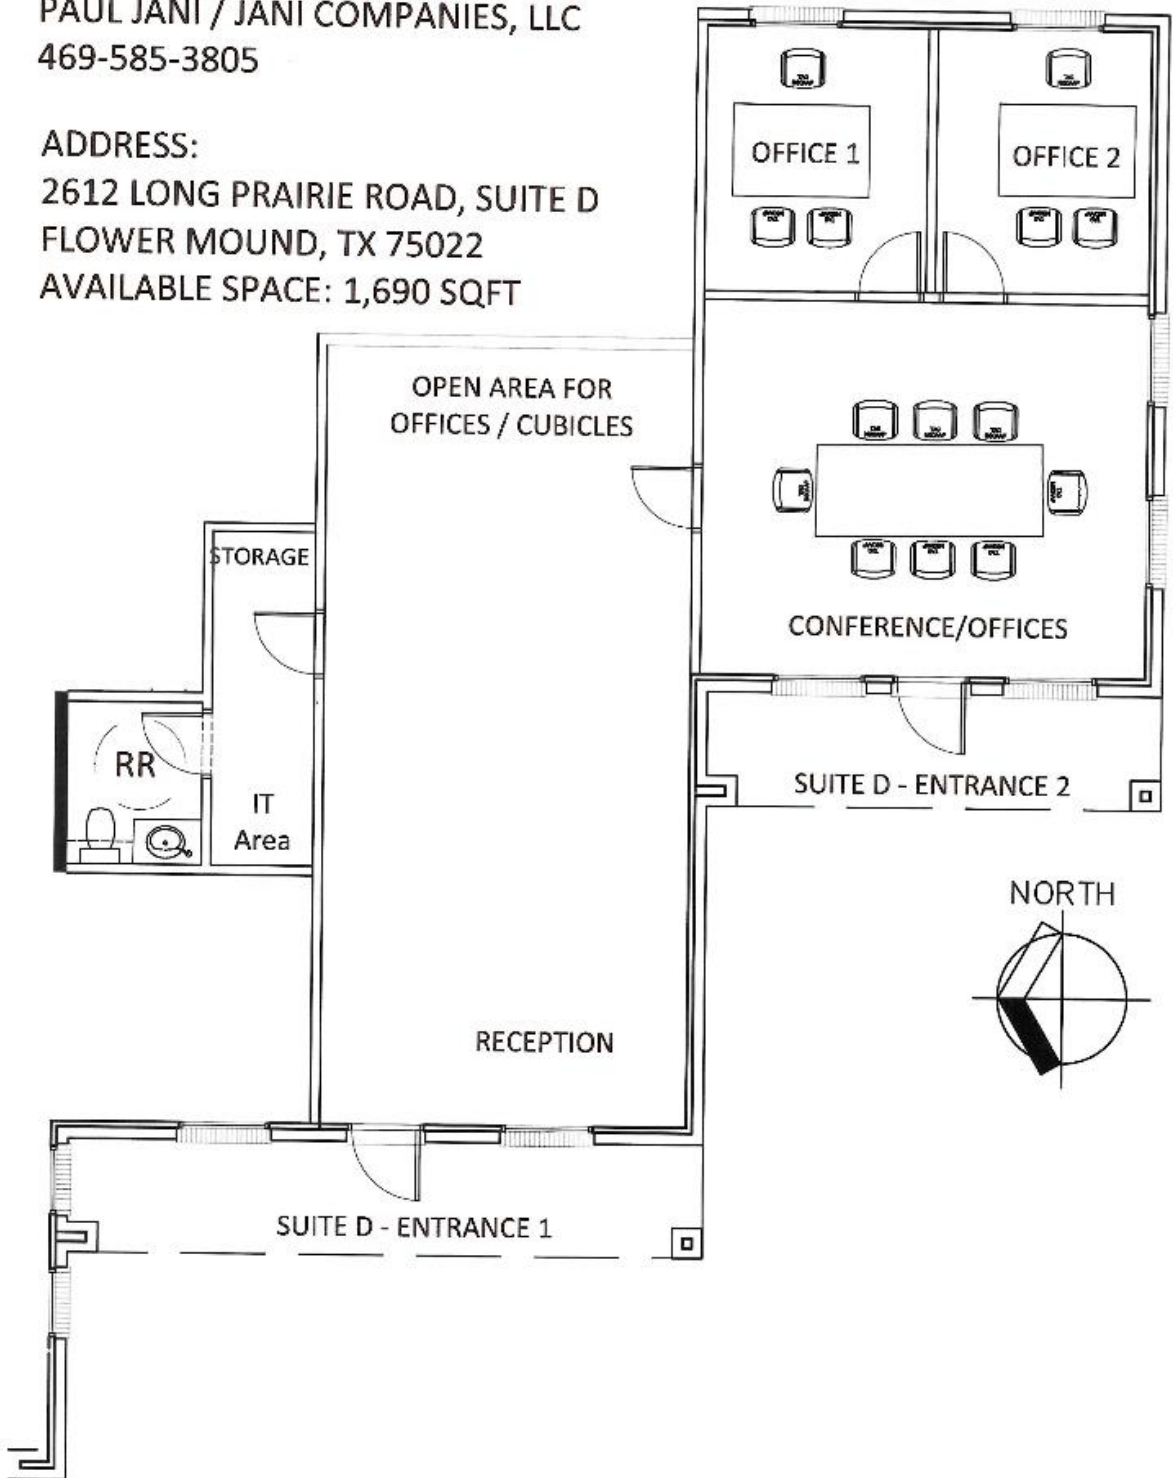 PAUL JANI / JANI COMPANIES, LLC
469-585-3805
ADDRESS:
2612 LONG PRAIRIE ROAD, SUITE D
FLOWER MOUND, TX 75022
AVAILABLE SPACE: 1,690 SQFT
OFFICE 1
OFFICE 2
OPEN AREA FOR
OFFICES / CUBICLES
STORAGE
CONFERENCE/OFFICES
RR
IT
Area
SUITE D - ENTRANCE 2
NORTH
RECEPTION
SUITE D - ENTRANCE 1